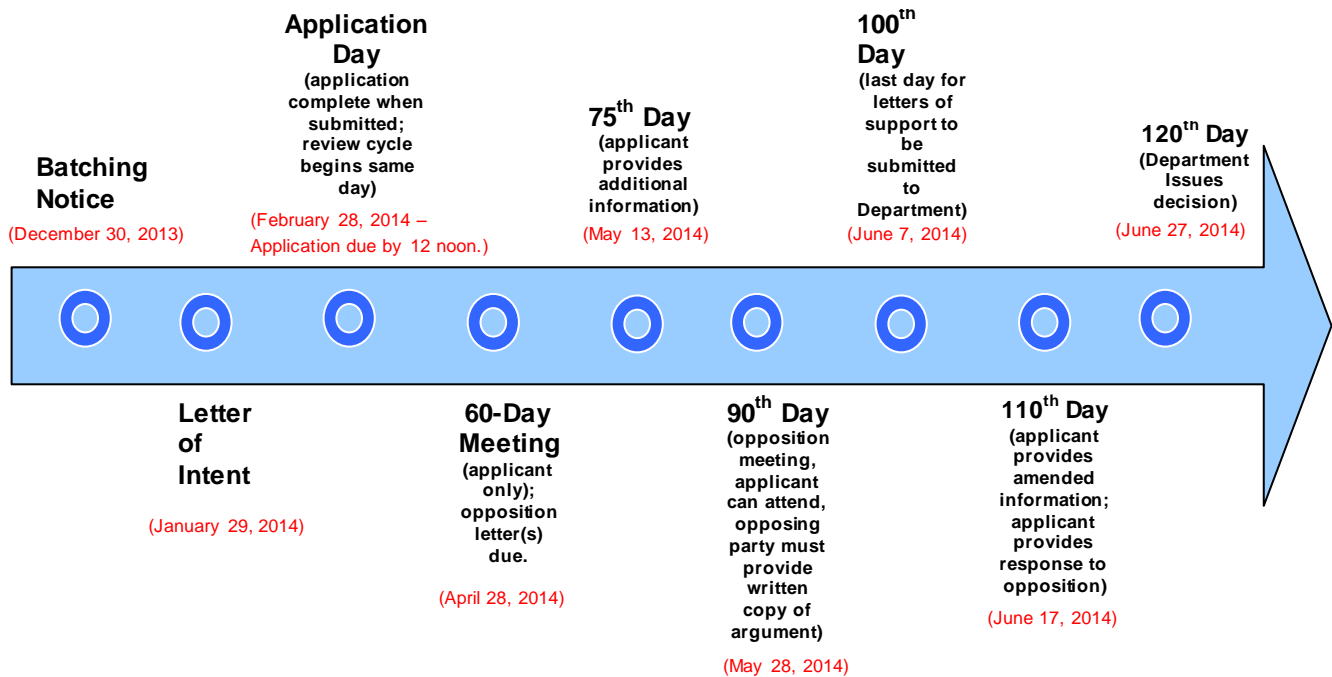 Batching
Notice
(December 30, 2013)
Letter
of
Intent
(January 29, 2014)
Application
Day
(application
complete when
submitted;
review cycle
begins same
day)
(February 28, 2014 –
Application due by 12 noon.)
60-Day
Meeting
(applicant
only);
opposition
letter(s)
due.
(April 28, 2014)
75th Day
(applicant
provides
additional
information)
(May 13, 2014)
90th Day
(opposition
meeting,
applicant
can attend,
opposing
party must
provide
written
copy of
argument)
(May 28, 2014)
100th
Day
(last day for
letters of
support to
be
submitted
to
Department)
(June 7, 2014)
110th Day
(applicant
provides
amended
information;
applicant
provides
response to
opposition)
(June 17, 2014)
120th Day
(Department
Issues
decision)
(June 27, 2014)